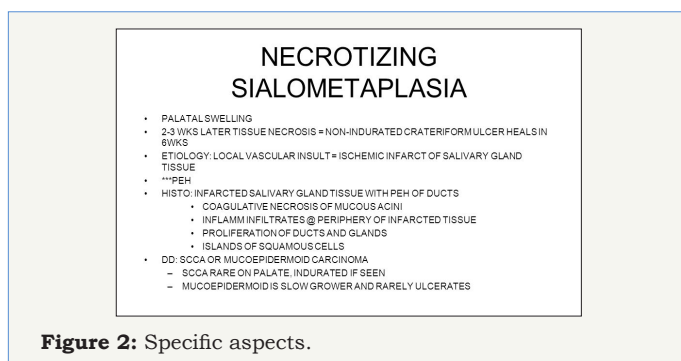 NECROTIZING
SIALOMETAPLASIA
• PALATAL SWELLING
• 2-3 WKS LATER TISSUE NECROSIS = NON-INDURATED CRATERIFORM ULCER HEALS IN
6WKS
• ETIOLOGY: LOCAL VASCULAR INSULT = ISCHEMIC INFARCT OF SALIVARY GLAND
TISSUE
• ***PEH
• HISTO: INFARCTED SALIVARY GLAND TISSUE WITH PEH OF DUCTS
• COAGULATIVE NECROSIS OF MUCOUS ACINI
• INFLAMM INFILTRATES @ PERIPHERY OF INFARCTED TISSUE
• PROLIFERATION OF DUCTS AND GLANDS
• ISLANDS OF SQUAMOUS CELLS
• DD: SCCA OR MUCOEPIDERMOID CARCINOMA
– SCCA RARE ON PALATE, INDURATED IF SEEN
– MUCOEPIDERMOID IS SLOW GROWER AND RARELY ULCERATES
Figure 2: Specific aspects.